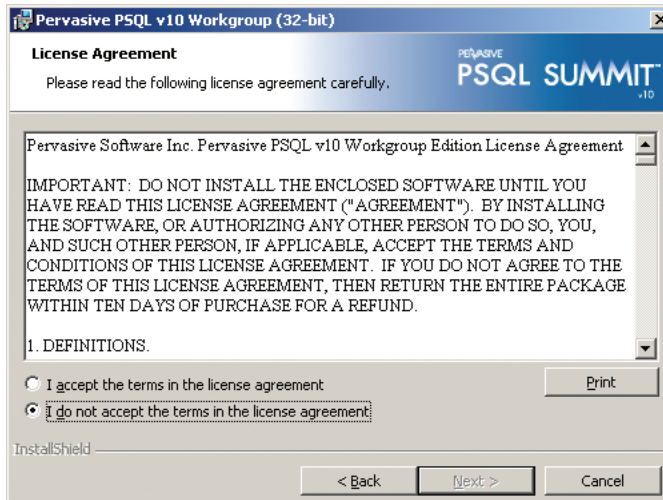 Pervasive PSQL v10 Workgroup (32-bit)
License Agreement
Please read the following license agreement carefully.
PERVASIVE
PSQL SUMMIT™
v10
Pervasive Software Inc. Pervasive PSQL v10 Workgroup Edition License Agreement
IMPORTANT:  DO NOT INSTALL THE ENCLOSED SOFTWARE UNTIL YOU
HAVE READ THIS LICENSE AGREEMENT ("AGREEMENT").  BY INSTALLING
THE SOFTWARE, OR AUTHORIZING ANY OTHER PERSON TO DO SO, YOU,
AND SUCH OTHER PERSON, IF APPLICABLE, ACCEPT THE TERMS AND
CONDITIONS OF THIS LICENSE AGREEMENT.  IF YOU DO NOT AGREE TO THE
TERMS OF THIS LICENSE AGREEMENT, THEN RETURN THE ENTIRE PACKAGE
WITHIN TEN DAYS OF PURCHASE FOR A REFUND.
1. DEFINITIONS.
I accept the terms in the license agreement
Print
I do not accept the terms in the license agreement
InstallShield
< Back
Next >
Cancel